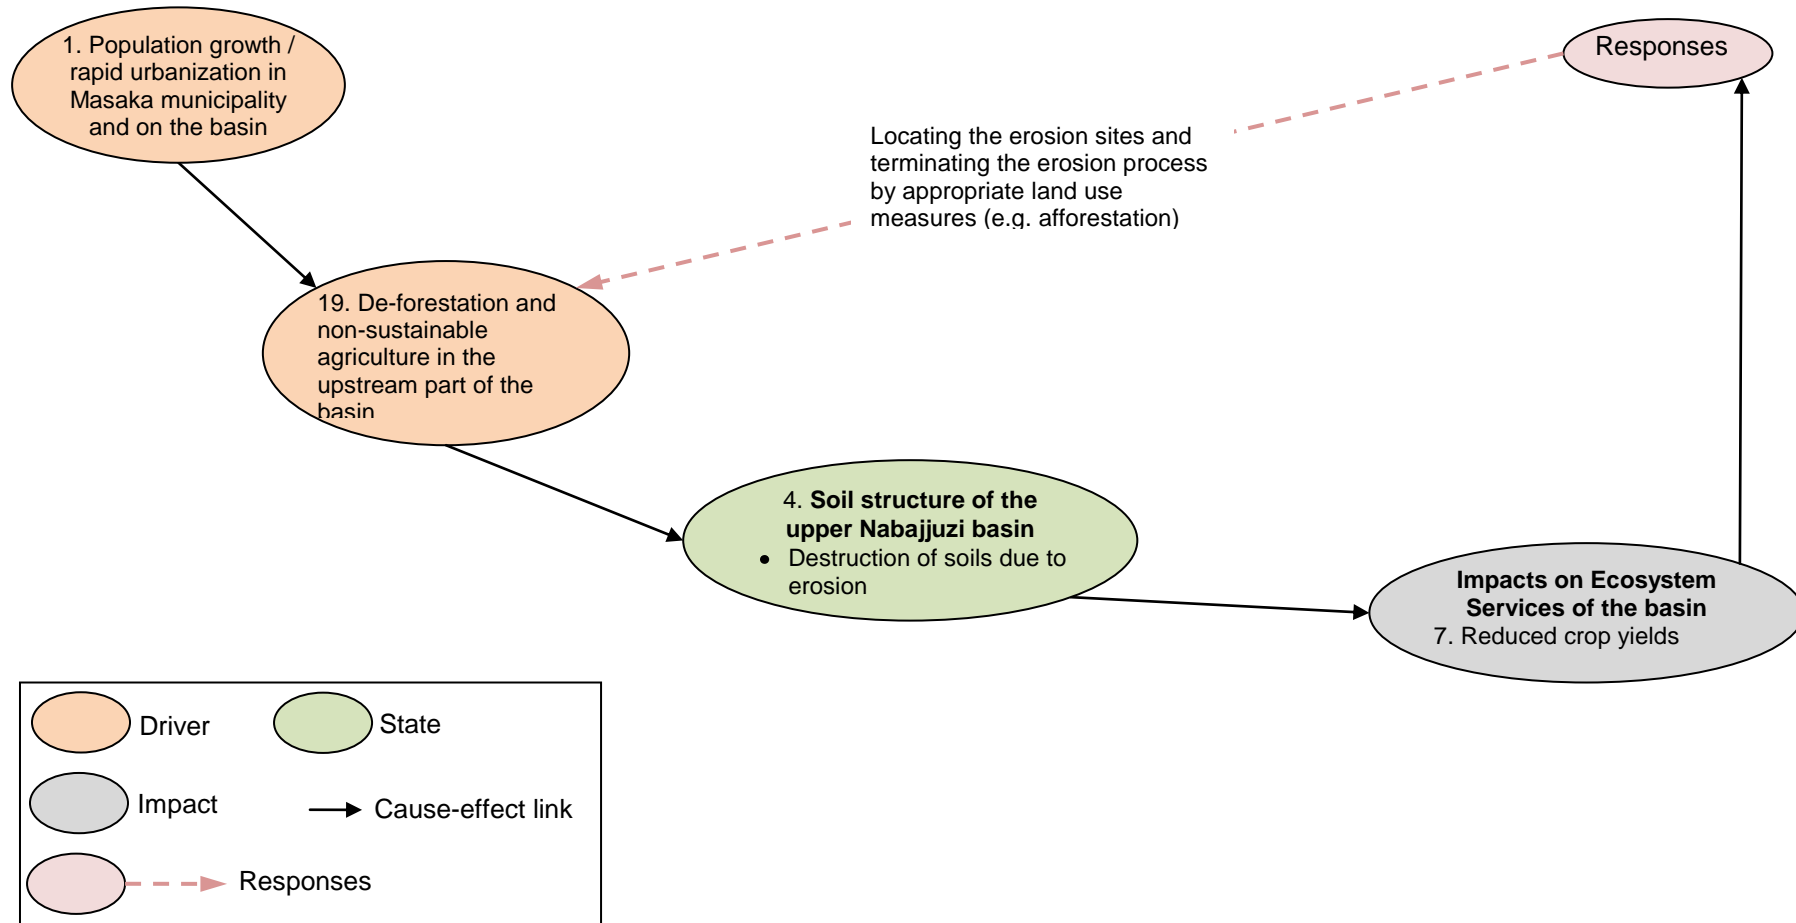 1. Population growth /
rapid urbanization in
Masaka municipality
and on the basin
Responses
Locating the erosion sites and
terminating the erosion process
by appropriate land use
measures (e.g. afforestation)
19. De-forestation and
non-sustainable
agriculture in the
upstream part of the
basin
4. Soil structure of the
upper Nabajjuzi basin
• Destruction of soils due to
erosion
Impacts on Ecosystem
Services of the basin
7. Reduced crop yields
Driver
State
Impact
Cause-effect link
Responses